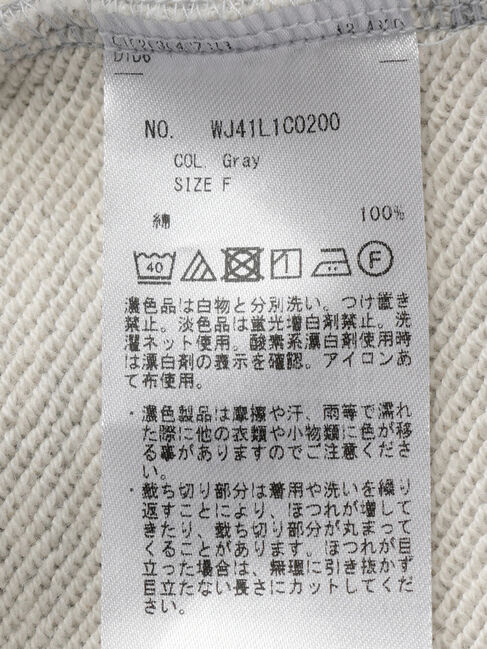 D1D6
NO. WJ41L1C0200
COL. Gray
SIZE F
綿 100%
40 F
濃色品は白物と分別洗い。つけ置き
禁止。淡色品は蛍光増白剤禁止。洗
濯ネット使用。酸素系漂白剤使用時
は漂白剤の表示を確認。アイロンあ
て布使用。
・濃色製品は摩擦や汗、雨等で濡れ
た際に他の衣類や小物類に色が移
る事がありますのでご注意くださ
い。
・裁ち切り部分は着用や洗いを繰り
返すことにより、ほつれが増して
きたり、裁ち切り部分が丸まって
くることがあります。ほつれが目
立った場合は、無理に引き抜かず
目立たない長さにカットしてくだ
さい。